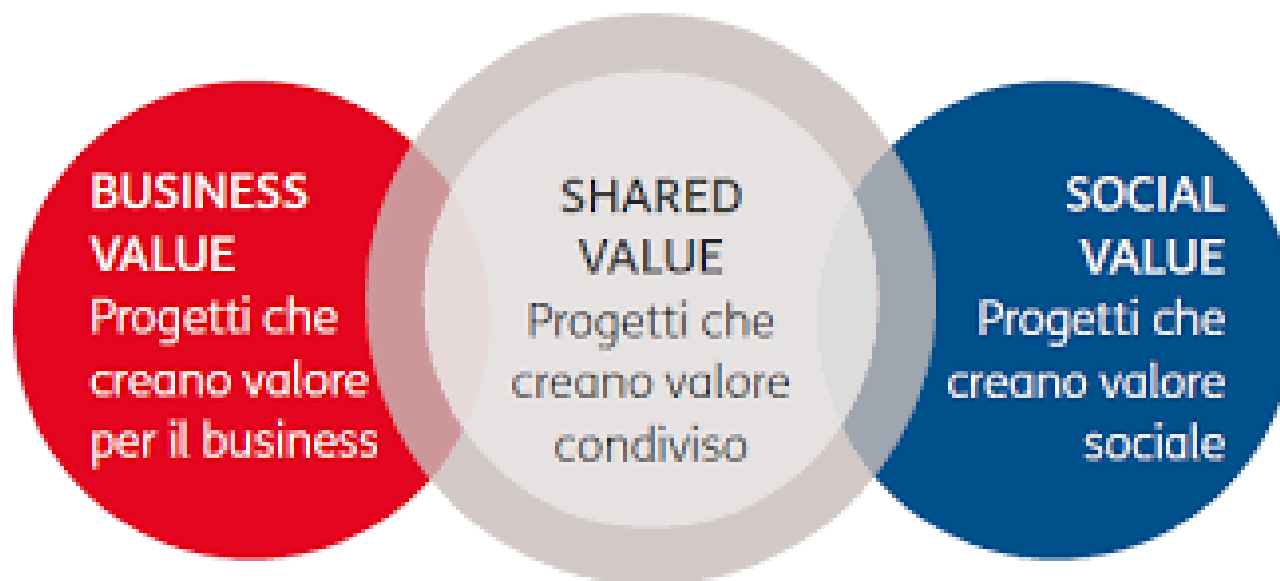 BUSINESS
VALUE
Progetti che
creano valore
per il business
SHARED
VALUE
Progetti che
creano valore
condiviso
SOCIAL
VALUE
Progetti che
creano valore
sociale